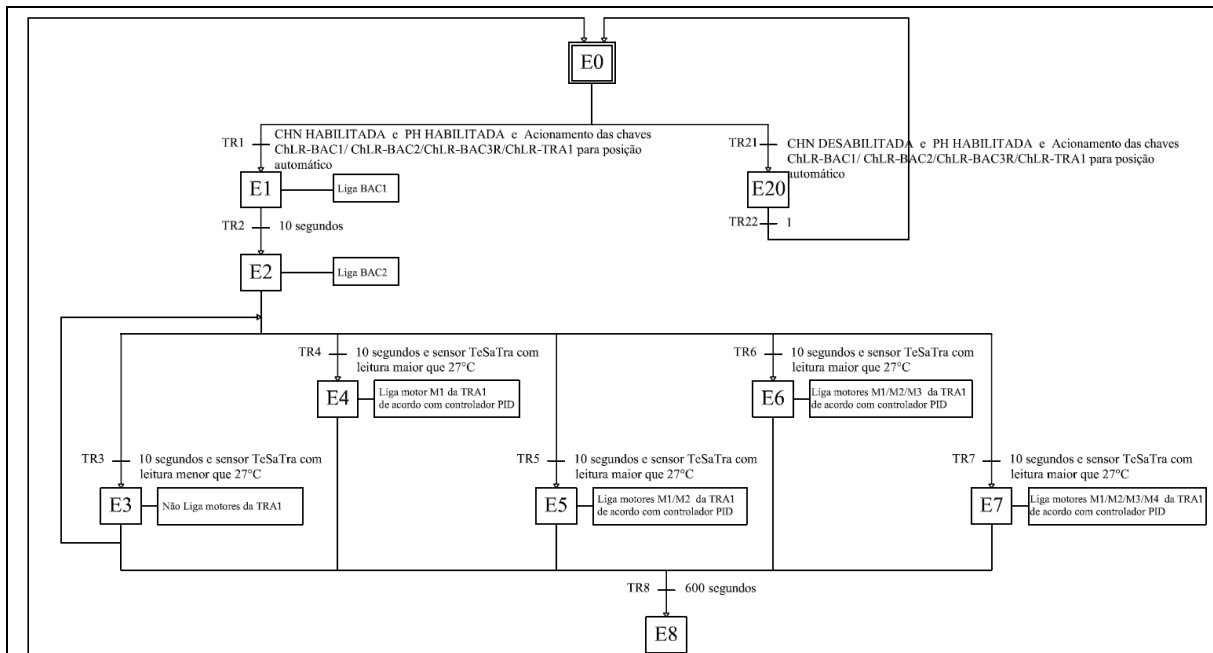 E0
TR1
CHN HABILITADA e PH HABILITADA e Acionamento das chaves
ChLR-BAC1/ ChLR-BAC2/ChLR-BAC3R/ChLR-TRA1 para posição
automático
TR21
CHN DESABILITADA e PH HABILITADA e Acionamento das chaves
ChLR-BAC1/ ChLR-BAC2/ChLR-BAC3R/ChLR-TRA1 para posição
automático
E1
Liga BAC1
E20
TR2
10 segundos
TR22
1
E2
Liga BAC2
TR4
10 segundos e sensor TeSaTra com
leitura maior que 27°C
TR6
10 segundos e sensor TeSaTra com
leitura maior que 27°C
E4
Liga motor M1 da TRA1
de acordo com controlador PID
E6
Liga motores M1/M2/M3 da TRA1
de acordo com controlador PID
TR3
10 segundos e sensor TeSaTra com
leitura menor que 27°C
TR5
10 segundos e sensor TeSaTra com
leitura maior que 27°C
TR7
10 segundos e sensor TeSaTra com
leitura maior que 27°C
E3
Não Liga motores da TRA1
E5
Liga motores M1/M2 da TRA1
de acordo com controlador PID
E7
Liga motores M1/M2/M3/M4 da TRA1
de acordo com controlador PID
TR8
600 segundos
E8